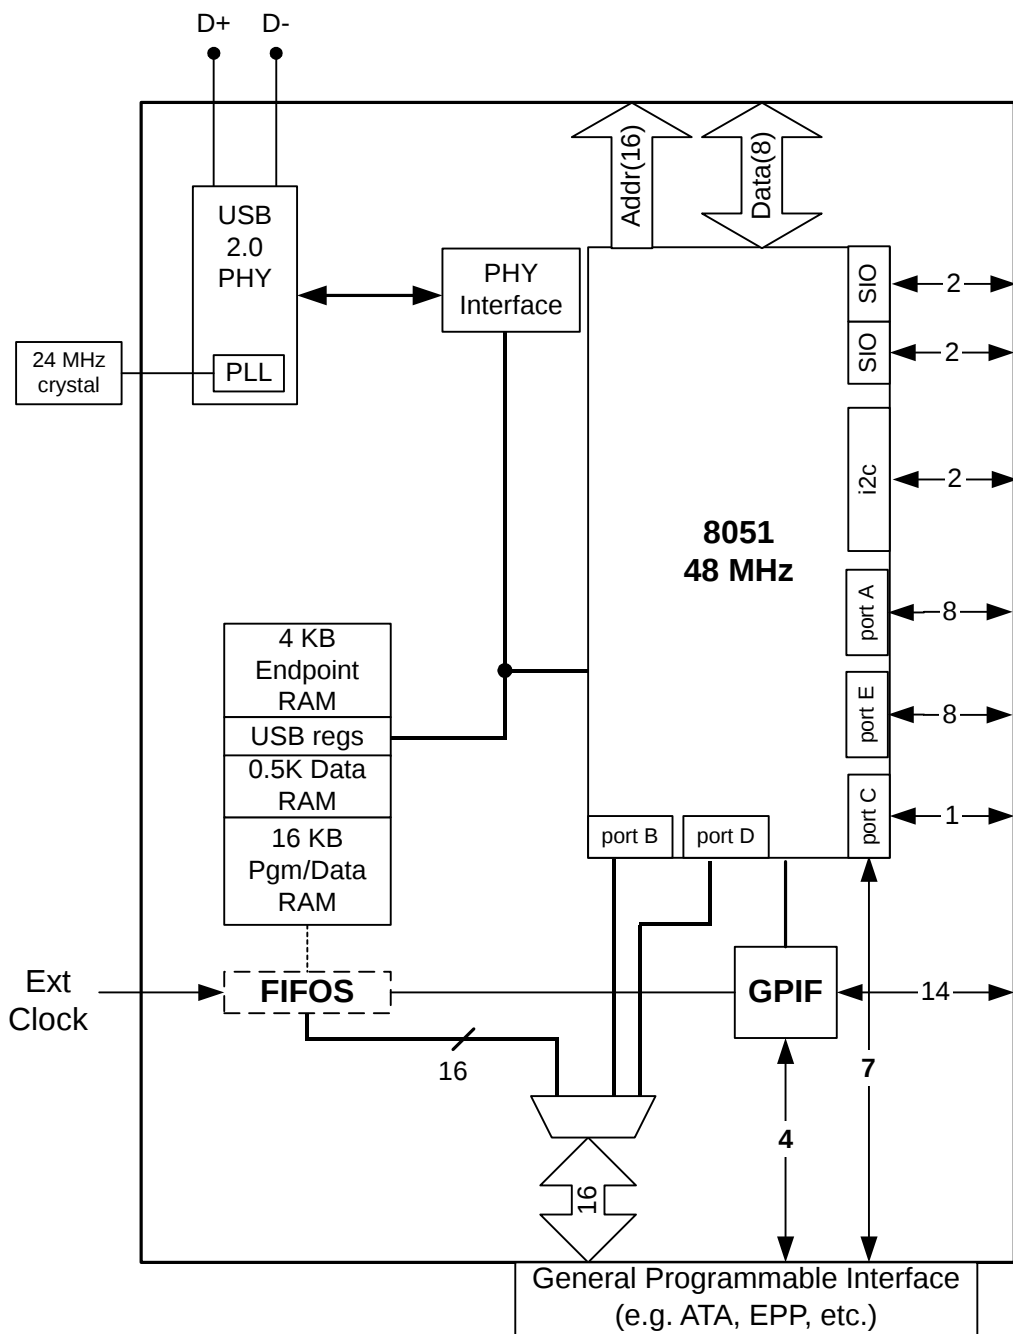 D+ D-
Addr(16)
Data(8)
USB
2.0
PHY
PHY
Interface
SIO
2
SIO
2
24 MHz
crystal
PLL
i2c
2
8051
48 MHz
port A
8
4 KB
Endpoint
RAM
USB regs
0.5K Data
RAM
16 KB
Pgm/Data
RAM
port E
8
port C
1
port B
port D
Ext
Clock
FIFOS
GPIF
14
16
7
4
16
General Programmable Interface
(e.g. ATA, EPP, etc.)